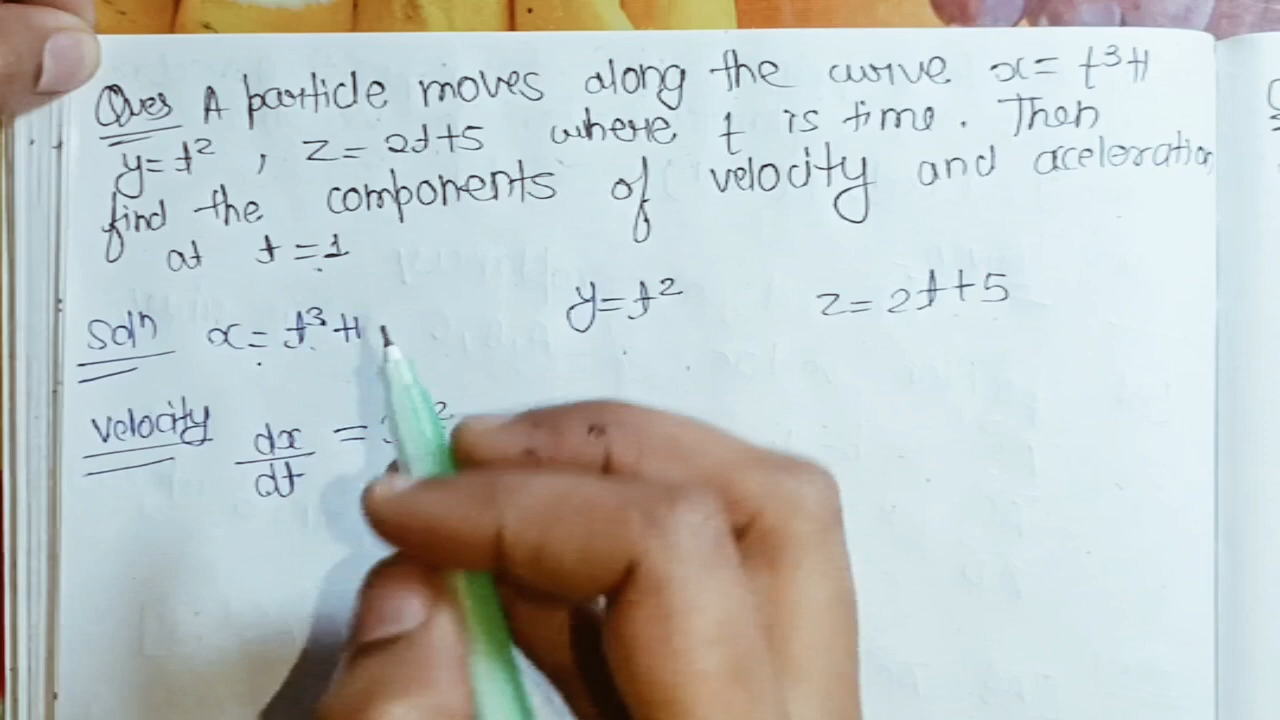 Ques A particle moves along the curve x = t³+1
y = t², z = 2t+5 where t is time. Then
find the components of velocity and aceleration
at t = 1
Solⁿ x = t³+1 y = t² z = 2t+5
velocity dx/dt =